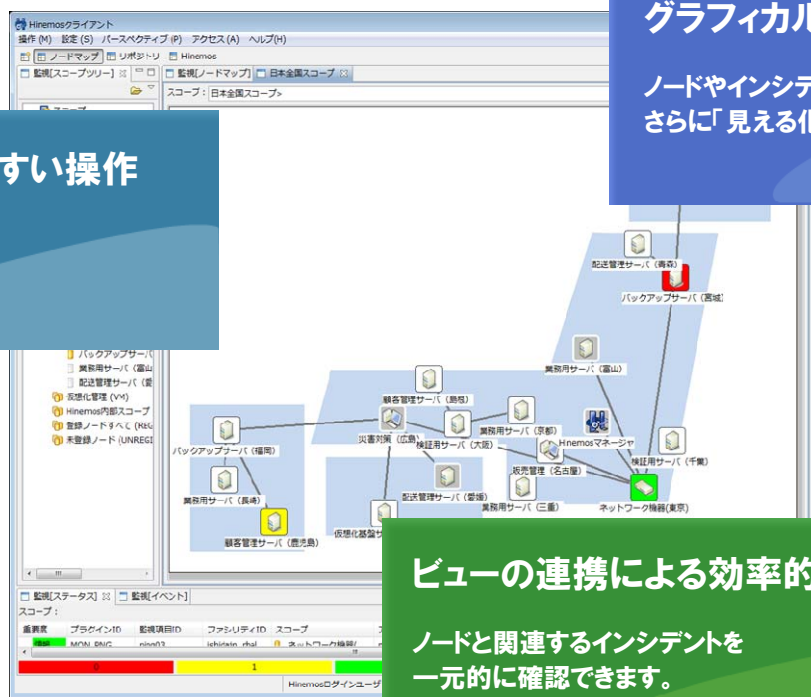 Hinemosクライアント
操作 (M) 設定 (S) パースペクティブ (P) アクセス (A) ヘルプ(H)
ノードマップ リポジトリ Hinemos
監視[スコープツリー]
監視[ノードマップ] 日本全国スコープ
スコープ: 日本全国スコープ>
グラフィカル
ノードやインシデ
さらに「見える化
すい操作
バックアップサーバ
業務用サーバ (富山
配送管理サーバ (愛
仮想化管理 (VM)
Hinemos内部スコープ
登録ノードすべて (REG
未登録ノード (UNREGI
配送管理サーバ (青森)
バックアップサーバ (宮城)
業務用サーバ (富山)
顧客管理サーバ (島根)
災害対策 (広島)
検証用サーバ (大阪)
業務用サーバ (京都)
Hinemosマネージャ
バックアップサーバ (福岡)
販売管理 (名古屋)
検証用サーバ (千葉)
業務用サーバ (長崎)
配送管理サーバ (愛媛)
業務用サーバ (三重)
ネットワーク機器(東京)
顧客管理サーバ (鹿児島)
仮想化基盤サ
ビューの連携による効率的
ノードと関連するインシデントを
一元的に確認できます。
監視[ステータス] 監視[イベント]
スコープ:
重要度 プラグインID 監視項目ID ファシリティID スコープ
情報 MON_PNG ping03 ネットワーク機器(
0 1
Hinemosログインユーザ